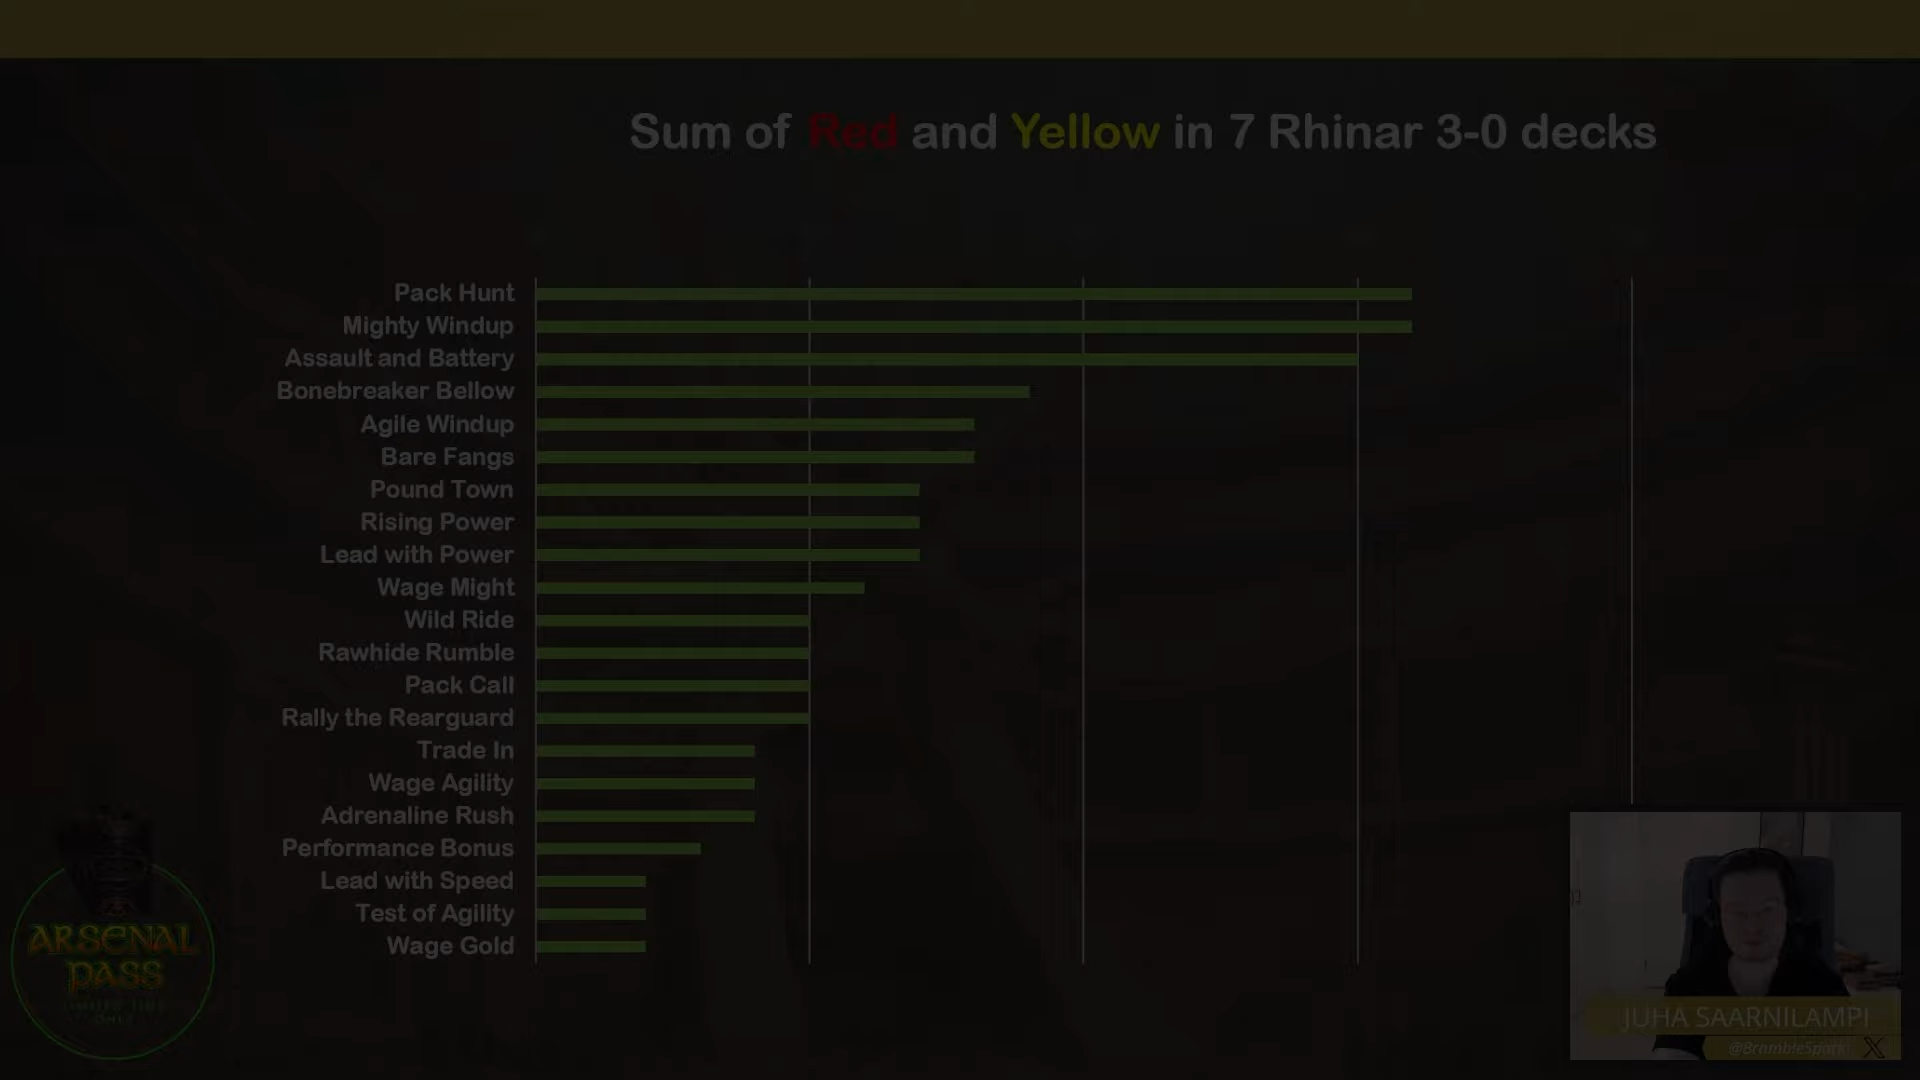 Sum of Red and Yellow in 7 Rhinar 3-0 decks
Pack Hunt
Mighty Windup
Assault and Battery
Bonebreaker Bellow
Agile Windup
Bare Fangs
Pound Town
Rising Power
Lead with Power
Wage Might
Wild Ride
Rawhide Rumble
Pack Call
Rally the Rearguard
Trade In
Wage Agility
Adrenaline Rush
Performance Bonus
Lead with Speed
Test of Agility
Wage Gold
ARSENAL
PASS
LIMITED TIME
ONLY
JUHA SAARNILAMPI